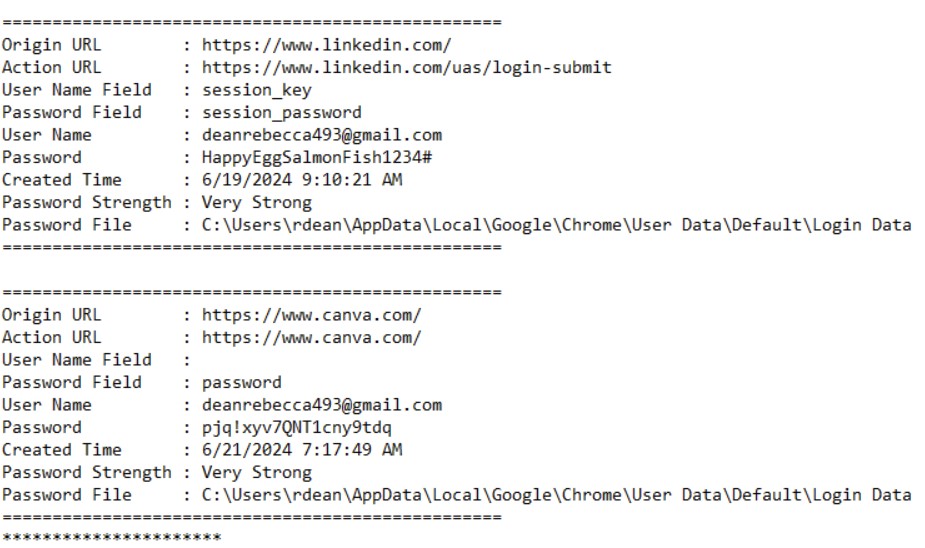 ==================================================
Origin URL : https://www.linkedin.com/
Action URL : https://www.linkedin.com/uas/login-submit
User Name Field : session_key
Password Field : session_password
User Name : deanrebecca493@gmail.com
Password : HappyEggSalmonFish1234#
Created Time : 6/19/2024 9:10:21 AM
Password Strength : Very Strong
Password File : C:\Users\rdean\AppData\Local\Google\Chrome\User Data\Default\Login Data
==================================================
==================================================
Origin URL : https://www.canva.com/
Action URL : https://www.canva.com/
User Name Field :
Password Field : password
User Name : deanrebecca493@gmail.com
Password : pjq!xyv7QNT1cny9tdq
Created Time : 6/21/2024 7:17:49 AM
Password Strength : Very Strong
Password File : C:\Users\rdean\AppData\Local\Google\Chrome\User Data\Default\Login Data
==================================================
**********************